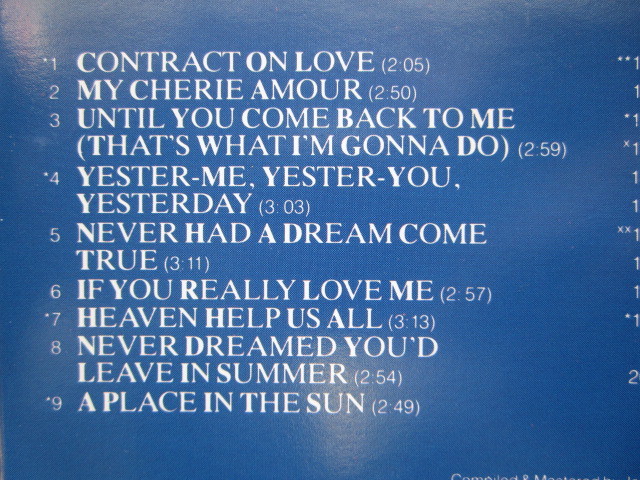 *1 CONTRACT ON LOVE (2:05)
2 MY CHERIE AMOUR (2:50)
3 UNTIL YOU COME BACK TO ME
(THAT'S WHAT I'M GONNA DO) (2:59)
*4 YESTER-ME, YESTER-YOU,
YESTERDAY (3:03)
5 NEVER HAD A DREAM COME
TRUE (3:11)
6 IF YOU REALLY LOVE ME (2:57)
*7 HEAVEN HELP US ALL (3:13)
8 NEVER DREAMED YOU'D
LEAVE IN SUMMER (2:54)
*9 A PLACE IN THE SUN (2:49)
Compiled & Mastered by